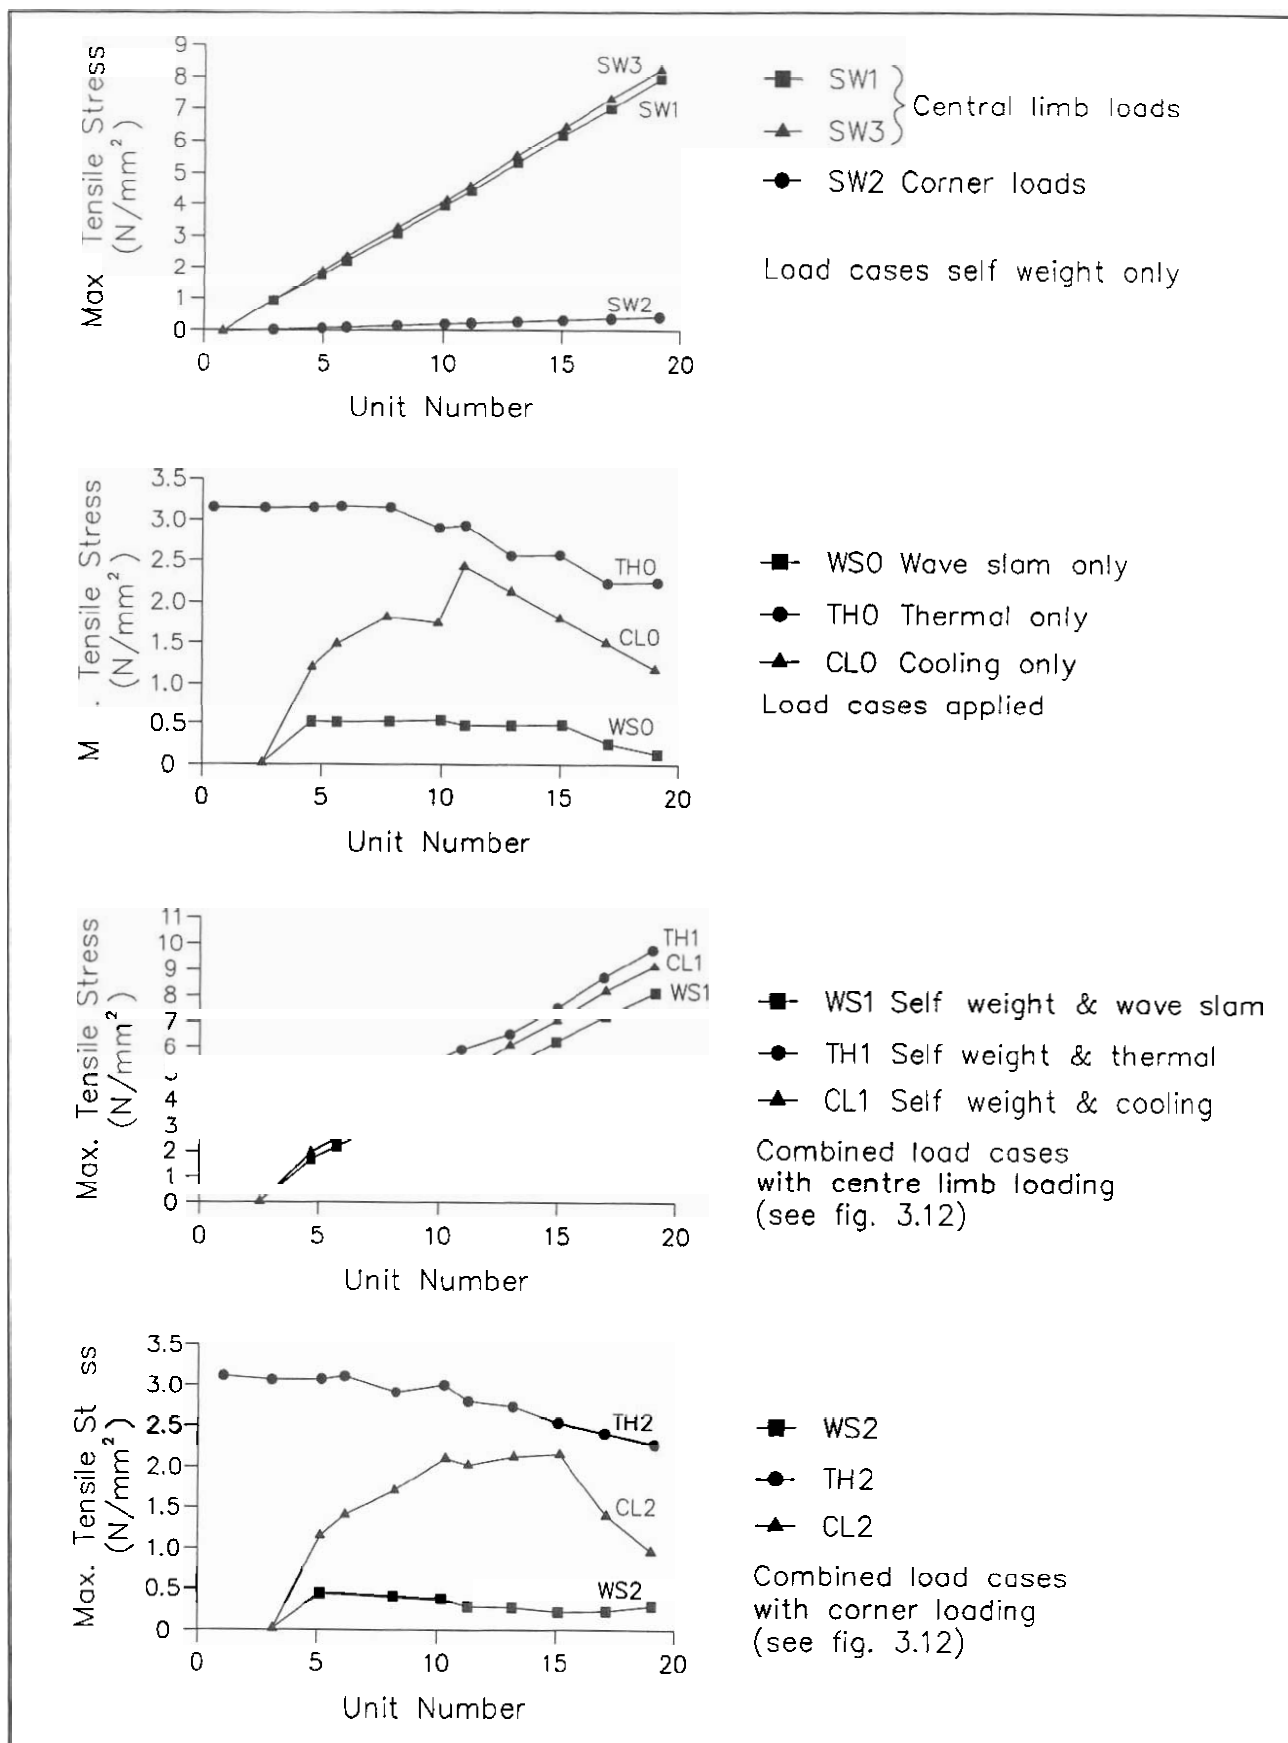 Max Tensile Stress
(N/mm²)
9
8
7
6
5
4
3
2
1
0
0 5 10 15 20
Unit Number
SW3
SW1
SW2
SW1
SW3
Central limb loads
SW2 Corner loads
Load cases self weight only
M . Tensile Stress
(N/mm²)
3.5
3.0
2.5
2.0
1.5
1.0
0.5
0
0 5 10 15 20
Unit Number
TH0
CL0
WS0
WS0 Wave slam only
TH0 Thermal only
CL0 Cooling only
Load cases applied
Max. Tensile Stress
(N/mm²)
11
10
9
8
7
6
4
3
2
1
0
0 5 10 15 20
Unit Number
TH1
CL1
WS1
WS1 Self weight & wave slam
TH1 Self weight & thermal
CL1 Self weight & cooling
Combined load cases
with centre limb loading
(see fig. 3.12)
Max. Tensile St ss
(N/mm²)
3.5
3.0
2.5
2.0
1.5
1.0
0.5
0
0 5 10 15 20
Unit Number
TH2
CL2
WS2
WS2
TH2
CL2
Combined load cases
with corner loading
(see fig. 3.12)